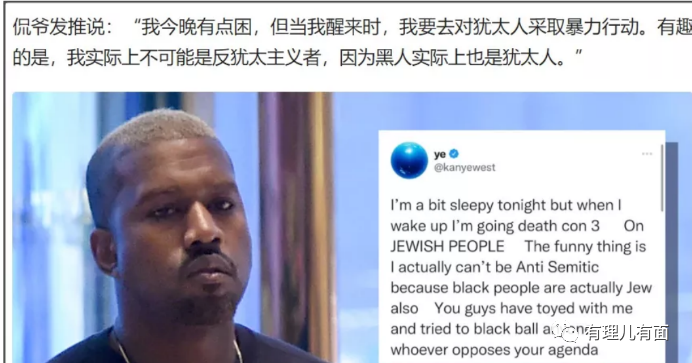 侃爷发推说：“我今晚有点困，但当我醒来时，我要去对犹太人采取暴力行动。有趣
的是，我实际上不可能是反犹太主义者，因为黑人实际上也是犹太人。”
ye
@kanyewest
I'm a bit sleepy tonight but when I
wake up I'm going death con 3 On
JEWISH PEOPLE The funny thing is
I actually can't be Anti Semitic
because black people are actually Jew
also You guys have toyed with me
and tried to black ball
whoever opposes your agenda
有理儿有面